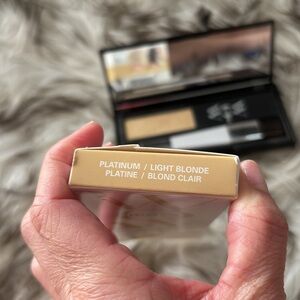 PLATINUM / LIGHT BLONDE
PLATINE / BLOND CLAIR